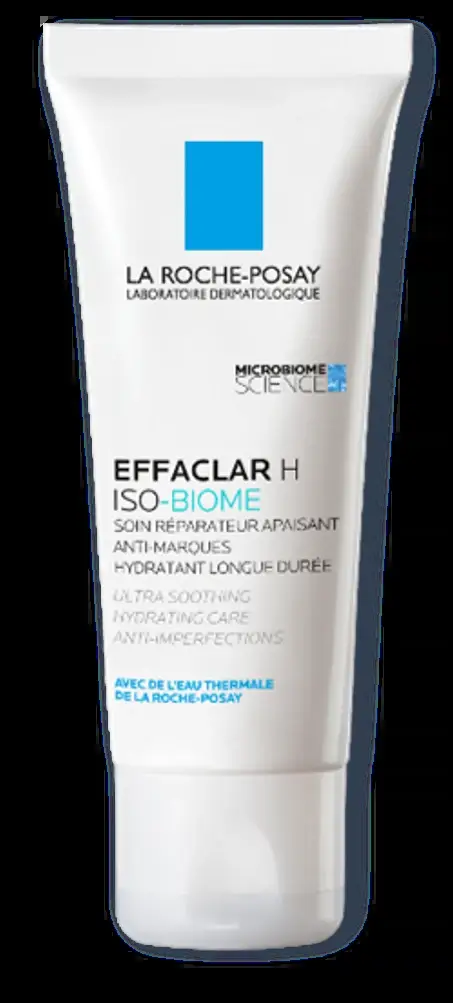 LA ROCHE-POSAY
LABORATOIRE DERMATOLOGIQUE
MICROBIOME
SCIENCE
EFFACLAR H
ISO-BIOME
SOIN RÉPARATEUR APAISANT
ANTI-MARQUES
HYDRATANT LONGUE DURÉE
ULTRA SOOTHING
HYDRATING CARE
ANTI-IMPERFECTIONS
AVEC DE L'EAU THERMALE
DE LA ROCHE-POSAY